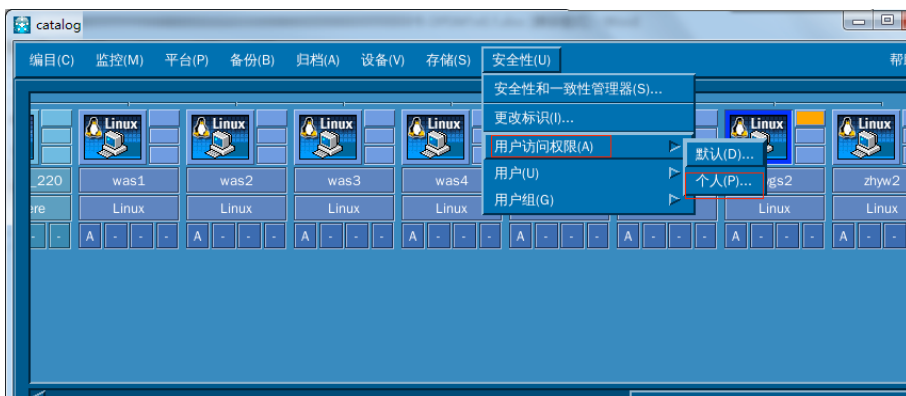 catalog
编目(C) 监控(M) 平台(P) 备份(B) 归档(A) 设备(V) 存储(S) 安全性(U)
安全性和一致性管理器(S)...
更改标识(I)...
用户访问权限(A)
用户(U)
用户组(G)
默认(D)...
个人(P)...
Linux Linux Linux Linux Linux Linux
_220 was1 was2 was3 was4 gs2 zhyw2
ere Linux Linux Linux Linux Linux Linux
- - A - - - A - - - A - - - A - - - A - - - A - - - A - - - A - -